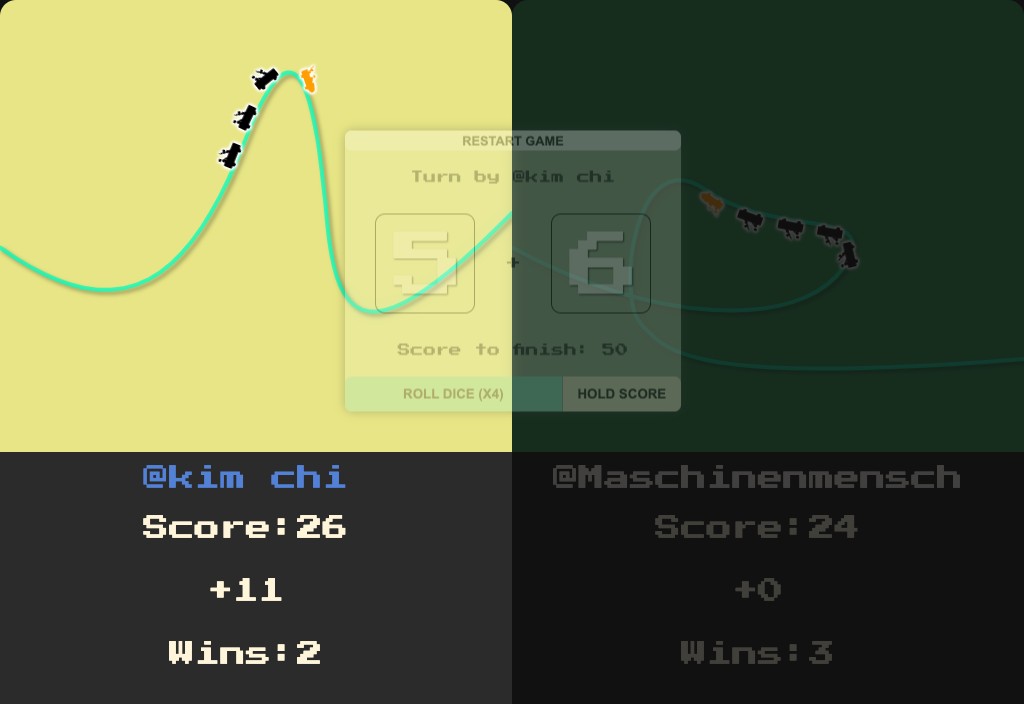 RESTART GAME
Turn by @kim chi
5 + 6
Score to finish: 50
ROLL DICE (X4) HOLD SCORE
@kim chi @Maschinenmensch
Score:26 Score:24
+11 +0
Wins:2 Wins:3